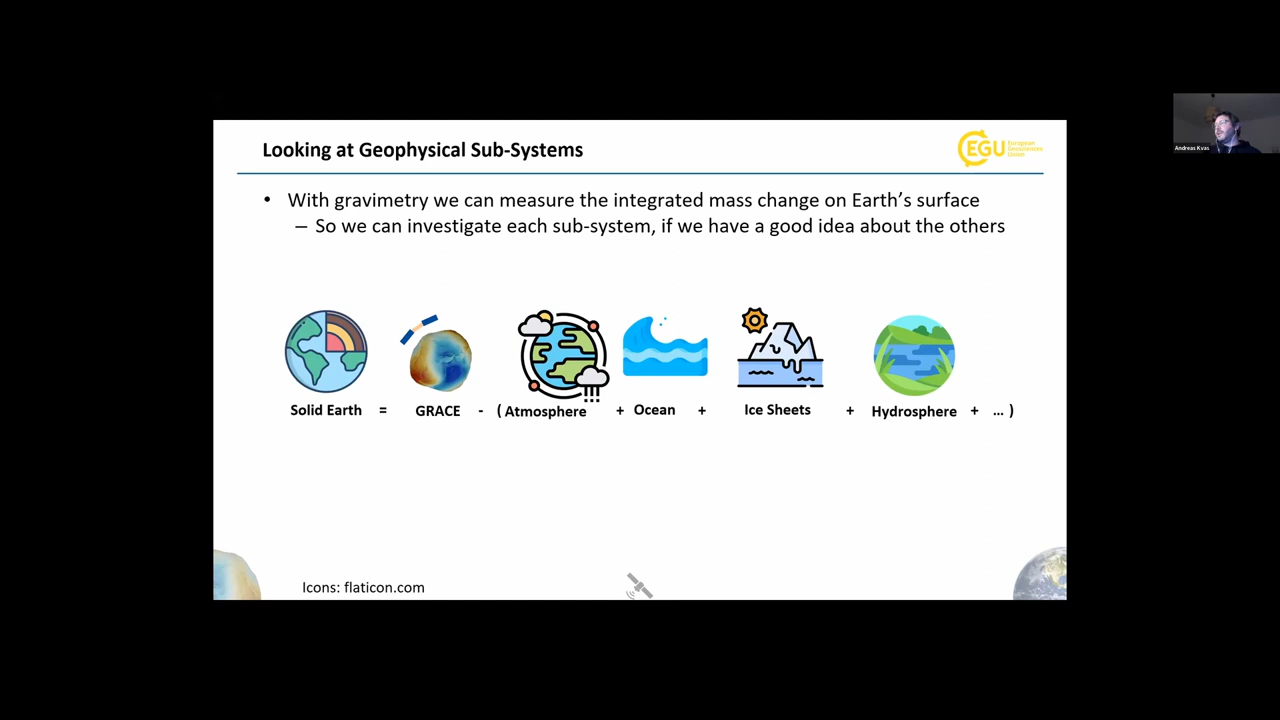 Looking at Geophysical Sub-Systems
EGU European Geosciences Union
Andreas Kvas
• With gravimetry we can measure the integrated mass change on Earth’s surface
– So we can investigate each sub-system, if we have a good idea about the others
Solid Earth = GRACE - ( Atmosphere + Ocean + Ice Sheets + Hydrosphere + ... )
Icons: flaticon.com